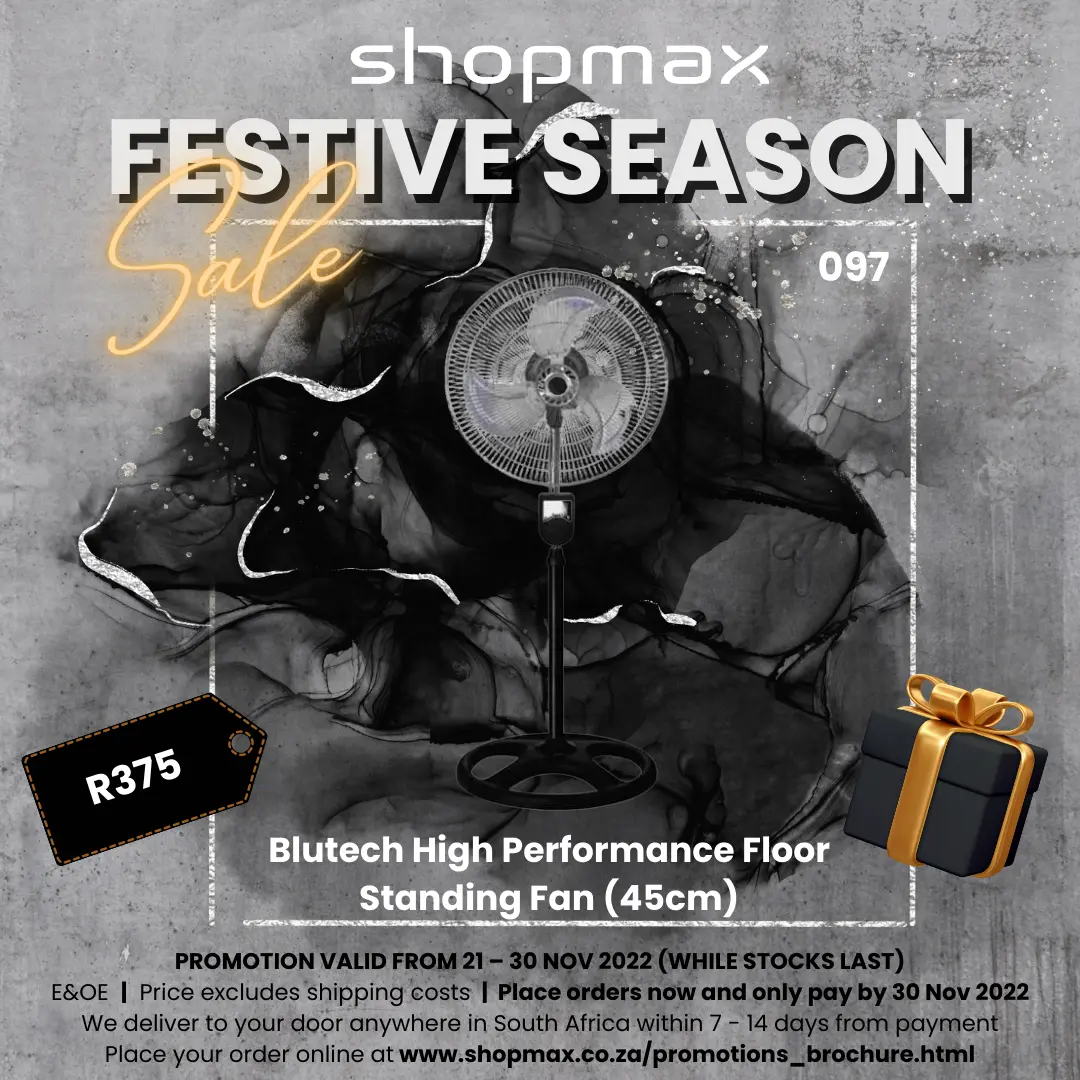 shopmax
FESTIVE SEASON
Sale
097
R375
Blutech High Performance Floor
Standing Fan (45cm)
PROMOTION VALID FROM 21 – 30 NOV 2022 (WHILE STOCKS LAST)
E&OE | Price excludes shipping costs | Place orders now and only pay by 30 Nov 2022
We deliver to your door anywhere in South Africa within 7 - 14 days from payment
Place your order online at www.shopmax.co.za/promotions_brochure.html